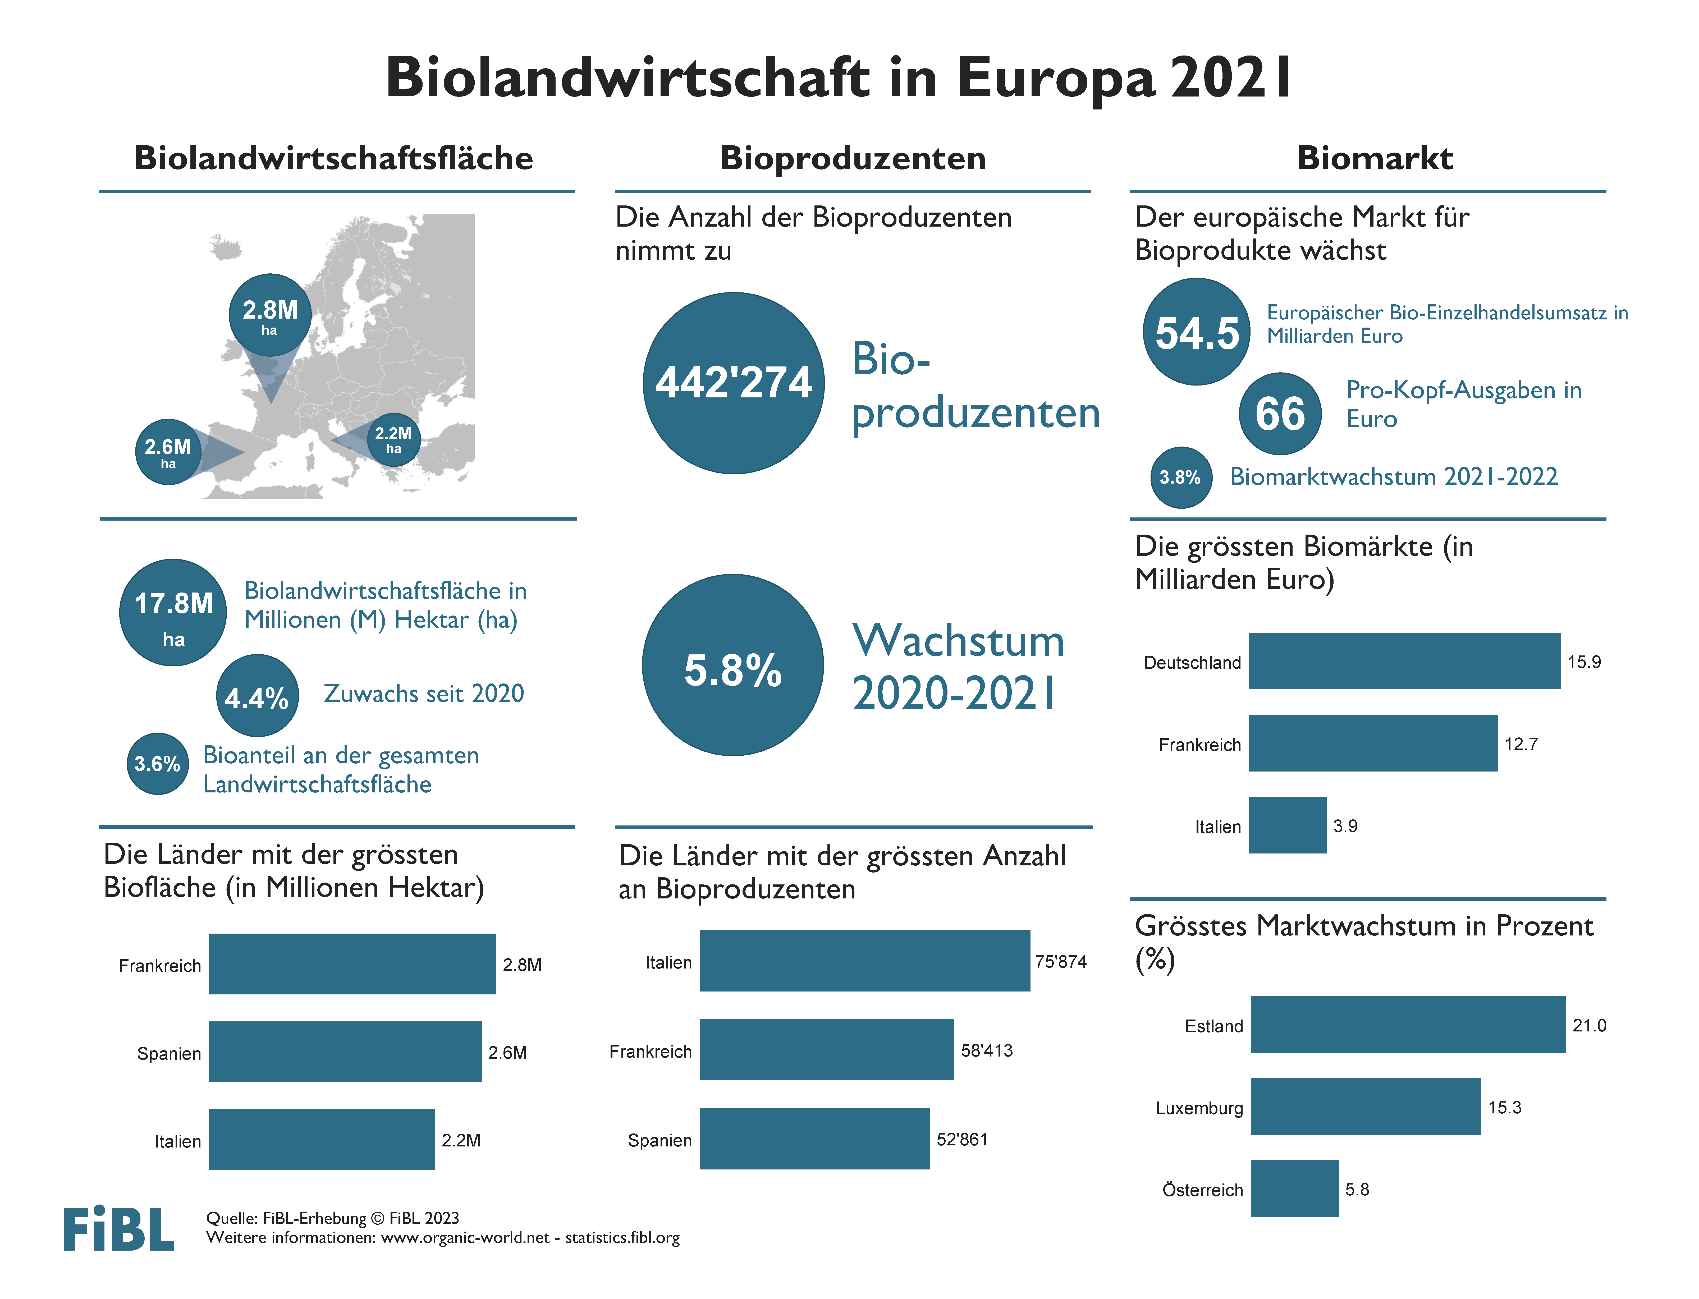 Biolandwirtschaft in Europa 2021
Biolandwirtschaftsfläche
2.8M
ha
2.6M
ha
2.2M
ha
17.8M
ha
Biolandwirtschaftsfläche in
Millionen (M) Hektar (ha)
4.4%
Zuwachs seit 2020
3.6%
Bioanteil an der gesamten
Landwirtschaftsfläche
Die Länder mit der grössten
Biofläche (in Millionen Hektar)
Frankreich 2.8M
Spanien 2.6M
Italien 2.2M
Bioproduzenten
Die Anzahl der Bioproduzenten
nimmt zu
442'274
Bio-
produzenten
5.8%
Wachstum
2020-2021
Die Länder mit der grössten Anzahl
an Bioproduzenten
Italien 75'874
Frankreich 58'413
Spanien 52'861
Biomarkt
Der europäische Markt für
Bioprodukte wächst
54.5
Europäischer Bio-Einzelhandelsumsatz in
Milliarden Euro
66
Pro-Kopf-Ausgaben in
Euro
3.8%
Biomarktwachstum 2021-2022
Die grössten Biomärkte (in
Milliarden Euro)
Deutschland 15.9
Frankreich 12.7
Italien 3.9
Grösstes Marktwachstum in Prozent
(%)
Estland 21.0
Luxemburg 15.3
Österreich 5.8
FiBL
Quelle: FiBL-Erhebung © FiBL 2023
Weitere informationen: www.organic-world.net - statistics.fibl.org